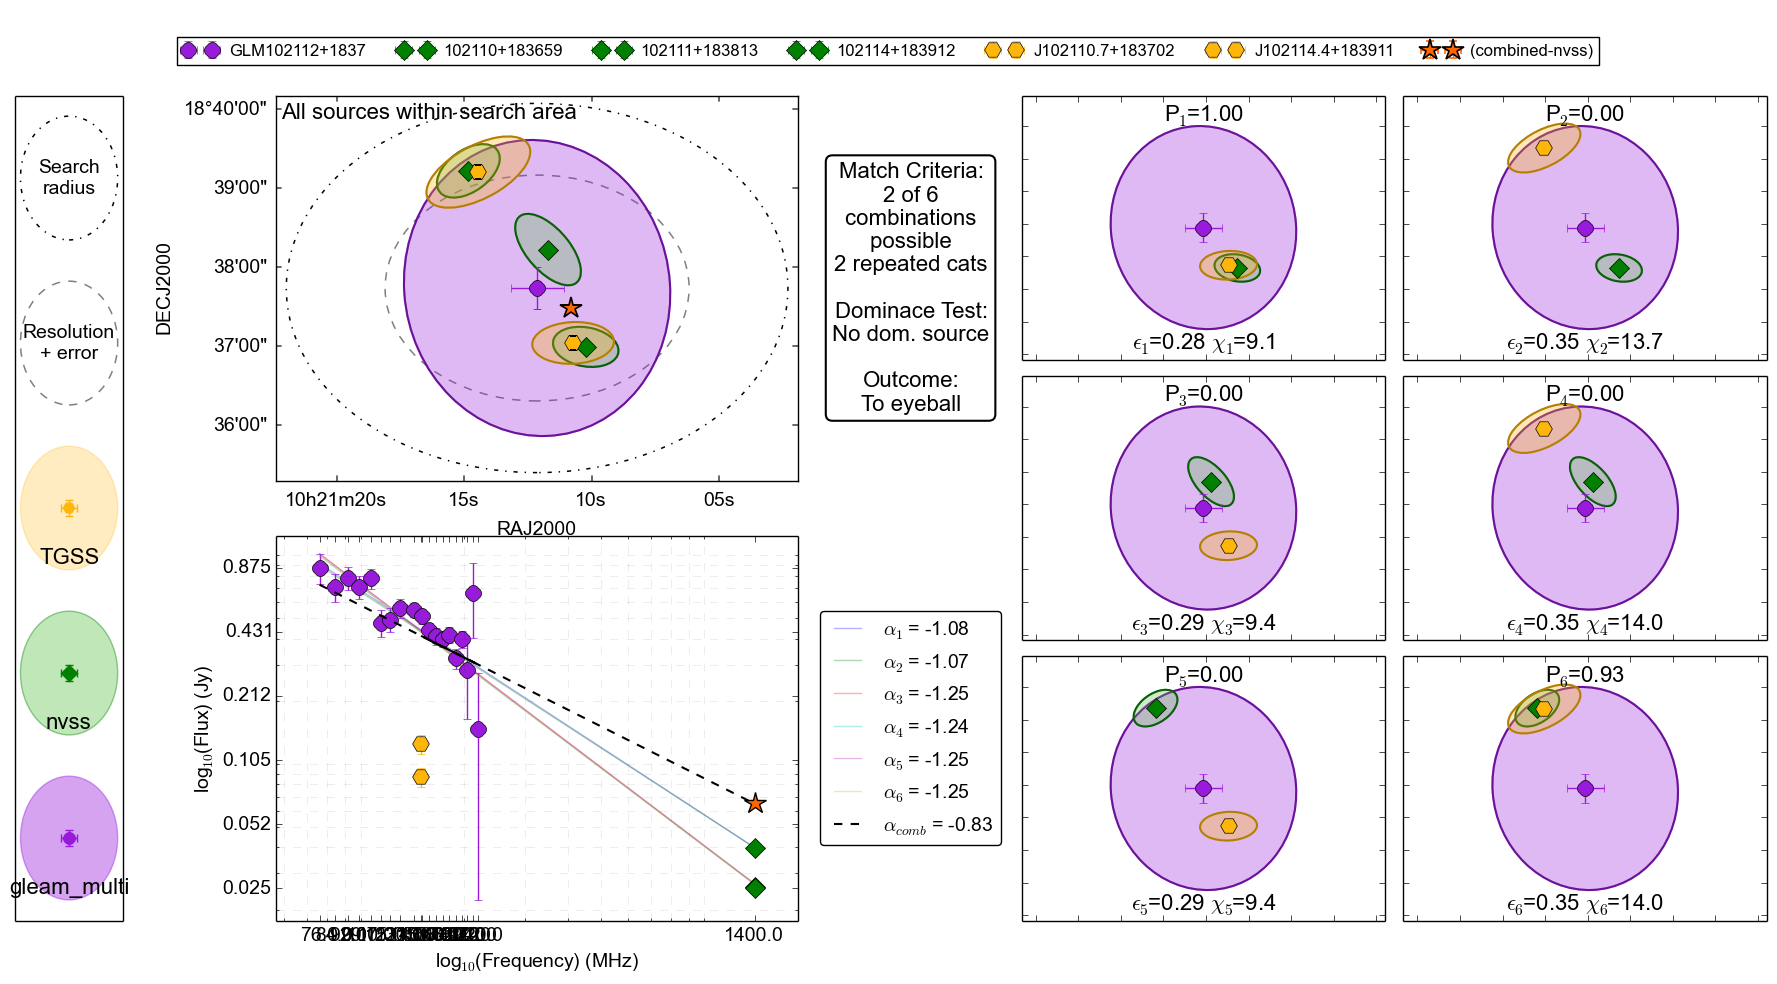 GLM102112+1837 102110+183659 102111+183813 102114+183912 J102110.7+183702 J102114.4+183911 (combined-nvss)
Search
radius
Resolution
+ error
TGSS
nvss
gleam_multi
All sources within search area
DECJ2000
18°40'00"
39'00"
38'00"
37'00"
36'00"
10h21m20s 15s 10s 05s
RAJ2000
log10(Flux) (Jy)
0.875
0.431
0.212
0.105
0.052
0.025
1400.0
log10(Frequency) (MHz)
Match Criteria:
2 of 6
combinations
possible
2 repeated cats
Dominace Test:
No dom. source
Outcome:
To eyeball
α1 = -1.08
α2 = -1.07
α3 = -1.25
α4 = -1.24
α5 = -1.25
α6 = -1.25
αcomb = -0.83
P1=1.00
ϵ1=0.28 χ1=9.1
P2=0.00
ϵ2=0.35 χ2=13.7
P3=0.00
ϵ3=0.29 χ3=9.4
P4=0.00
ϵ4=0.35 χ4=14.0
P5=0.00
ϵ5=0.29 χ5=9.4
P6=0.93
ϵ6=0.35 χ6=14.0